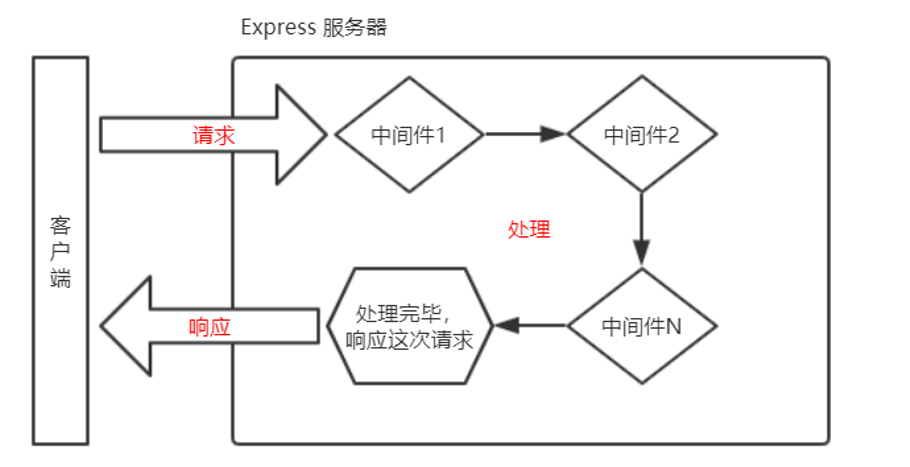 Express 服务器
客户端
请求
中间件1
中间件2
处理
响应
处理完毕，
响应这次请求
中间件N